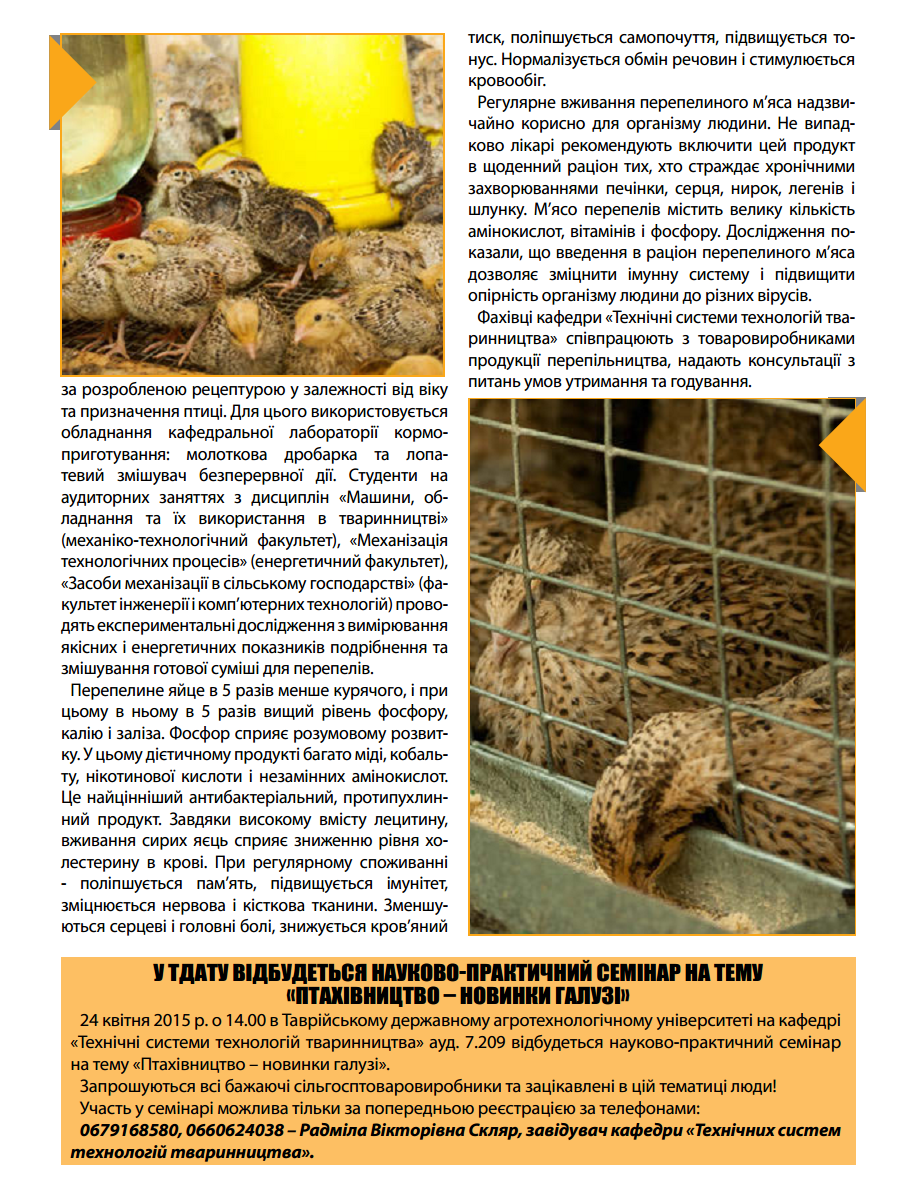 за розробленою рецептурою у залежності від віку
та призначення птиці. Для цього використовується
обладнання кафедральної лабораторії кормо-
приготування: молоткова дробарка та лопа-
тевий змішувач безперервної дії. Студенти на
аудиторних заняттях з дисциплін «Машини, об-
ладнання та їх використання в тваринництві»
(механіко-технологічний факультет), «Механізація
технологічних процесів» (енергетичний факультет),
«Засоби механізації в сільському господарстві» (фа-
культет інженерії і комп’ютерних технологій) прово-
дять експериментальні дослідження з вимірювання
якісних і енергетичних показників подрібнення та
змішування готової суміші для перепелів.
Перепелине яйце в 5 разів менше курячого, і при
цьому в ньому в 5 разів вищий рівень фосфору,
калію і заліза. Фосфор сприяє розумовому розвит-
ку. У цьому дієтичному продукті багато міді, кобаль-
ту, нікотинової кислоти і незамінних амінокислот.
Це найцінніший антибактеріальний, протипухлин-
ний продукт. Завдяки високому вмісту лецитину,
вживання сирих яєць сприяє зниженню рівня хо-
лестерину в крові. При регулярному споживанні
- поліпшується пам’ять, підвищується імунітет,
зміцнюється нервова і кісткова тканини. Зменшу-
ються серцеві і головні болі, знижується кров’яний
тиск, поліпшується самопочуття, підвищується то-
нус. Нормалізується обмін речовин і стимулюється
кровообіг.
Регулярне вживання перепелиного м’яса надзви-
чайно корисно для організму людини. Не випад-
ково лікарі рекомендують включити цей продукт
в щоденний раціон тих, хто страждає хронічними
захворюваннями печінки, серця, нирок, легенів і
шлунку. М’ясо перепелів містить велику кількість
амінокислот, вітамінів і фосфору. Дослідження по-
казали, що введення в раціон перепелиного м’яса
дозволяє зміцнити імунну систему і підвищити
опірність організму людини до різних вірусів.
Фахівці кафедри «Технічні системи технологій тва-
ринництва» співпрацюють з товаровиробниками
продукції перепільництва, надають консультації з
питань умов утримання та годування.
У ТДАТУ ВІДБУДЕТЬСЯ НАУКОВО-ПРАКТИЧНИЙ СЕМІНАР НА ТЕМУ
«ПТАХІВНИЦТВО – НОВИНКИ ГАЛУЗІ»
24 квітня 2015 р. о 14.00 в Таврійському державному агротехнологічному університеті на кафедрі
«Технічні системи технологій тваринництва» ауд. 7.209 відбудеться науково-практичний семінар
на тему «Птахівництво – новинки галузі».
Запрошуються всі бажаючі сільгосптоваровиробники та зацікавлені в цій тематиці люди!
Участь у семінарі можлива тільки за попередньою реєстрацією за телефонами:
0679168580, 0660624038 – Радміла Вікторівна Скляр, завідувач кафедри «Технічних систем
технологій тваринництва».